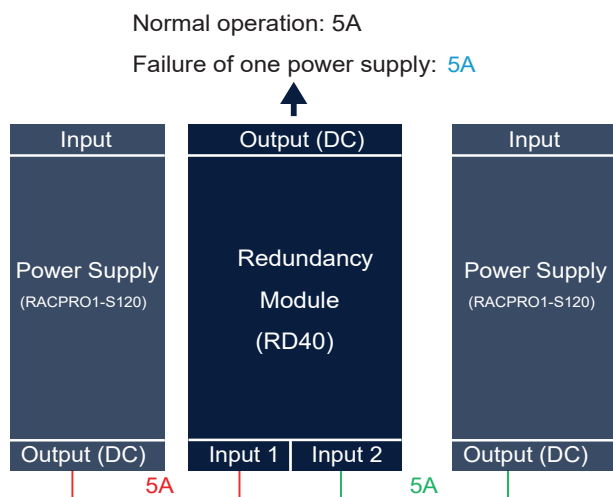 Normal operation: 5A
Failure of one power supply: 5A
Input
Power Supply
(RACPRO1-S120)
Output (DC)
Output (DC)
Redundancy
Module
(RD40)
Input 1
Input 2
Input
Power Supply
(RACPRO1-S120)
Output (DC)
5A
5A